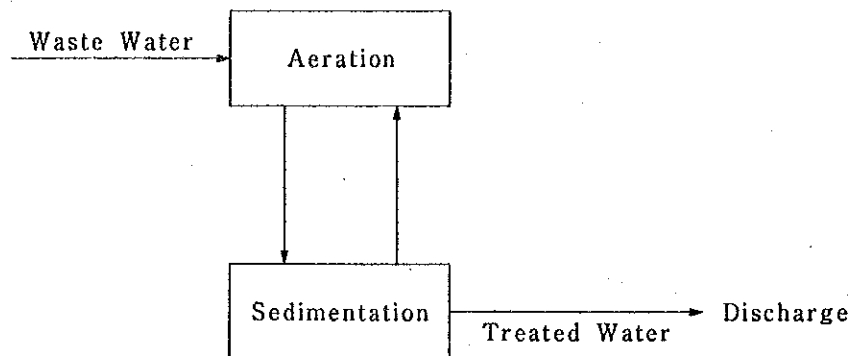 Waste Water
Aeration
Sedimentation
Treated Water
Discharge